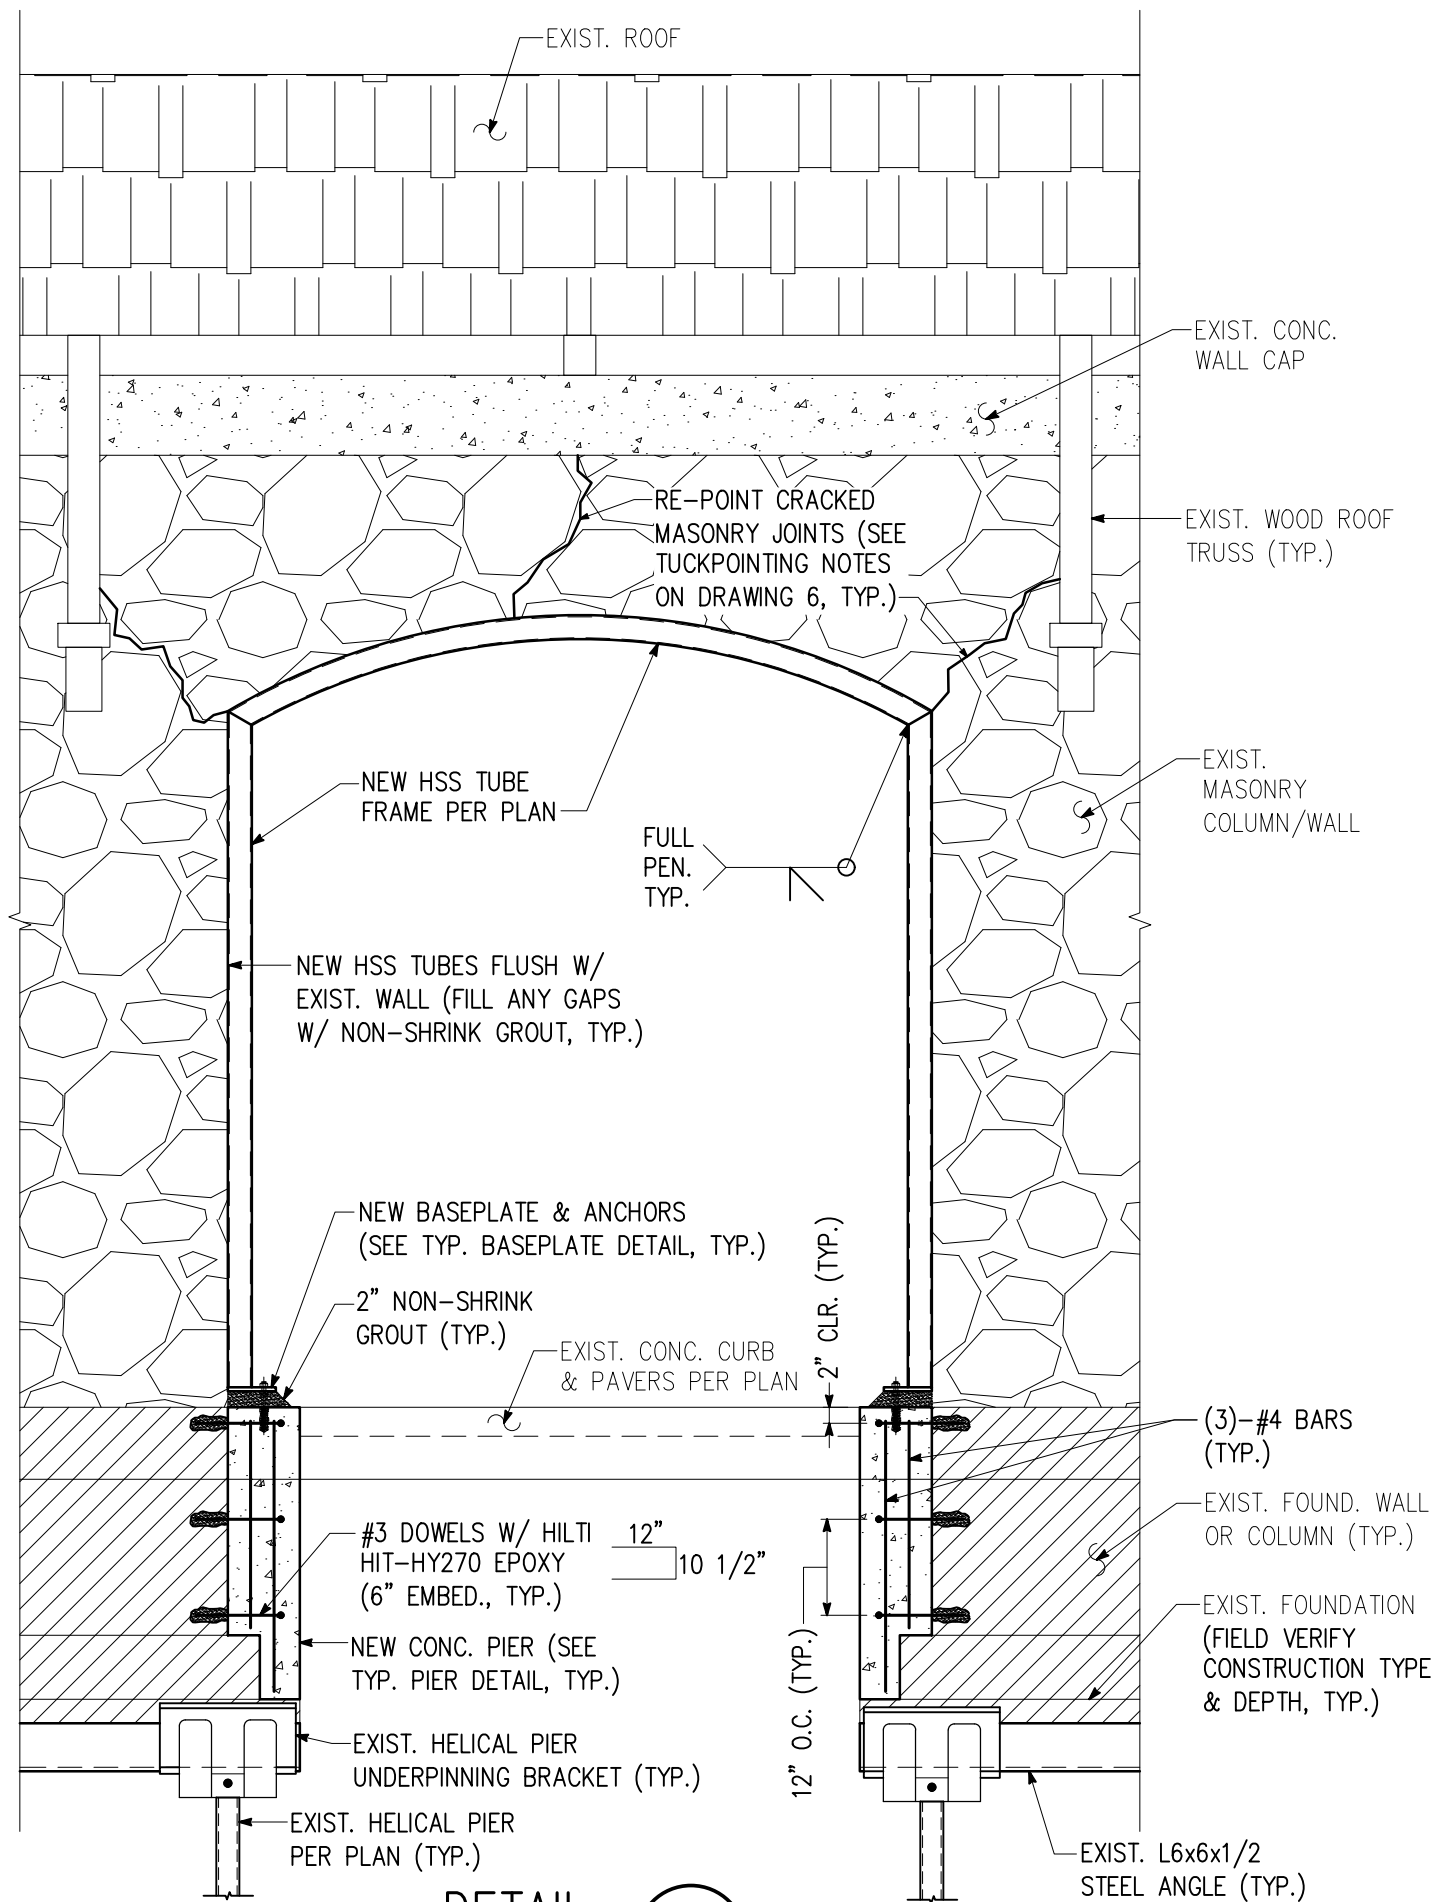 EXIST. ROOF
EXIST. CONC.
WALL CAP
RE-POINT CRACKED
MASONRY JOINTS (SEE
TUCKPOINTING NOTES
ON DRAWING 6, TYP.)
EXIST. WOOD ROOF
TRUSS (TYP.)
EXIST.
MASONRY
COLUMN/WALL
NEW HSS TUBE
FRAME PER PLAN
FULL
PEN.
TYP.
NEW HSS TUBES FLUSH W/
EXIST. WALL (FILL ANY GAPS
W/ NON-SHRINK GROUT, TYP.)
NEW BASEPLATE & ANCHORS
(SEE TYP. BASEPLATE DETAIL, TYP.)
2" NON-SHRINK
GROUT (TYP.)
EXIST. CONC. CURB
& PAVERS PER PLAN
2" CLR. (TYP.)
(3)-#4 BARS
(TYP.)
EXIST. FOUND. WALL
OR COLUMN (TYP.)
#3 DOWELS W/ HILTI
HIT-HY270 EPOXY
(6" EMBED., TYP.)
12"
10 1/2"
EXIST. FOUNDATION
(FIELD VERIFY
CONSTRUCTION TYPE
& DEPTH, TYP.)
NEW CONC. PIER (SEE
TYP. PIER DETAIL, TYP.)
12" O.C. (TYP.)
EXIST. HELICAL PIER
UNDERPINNING BRACKET (TYP.)
EXIST. HELICAL PIER
PER PLAN (TYP.)
EXIST. L6x6x1/2
STEEL ANGLE (TYP.)
DETAIL